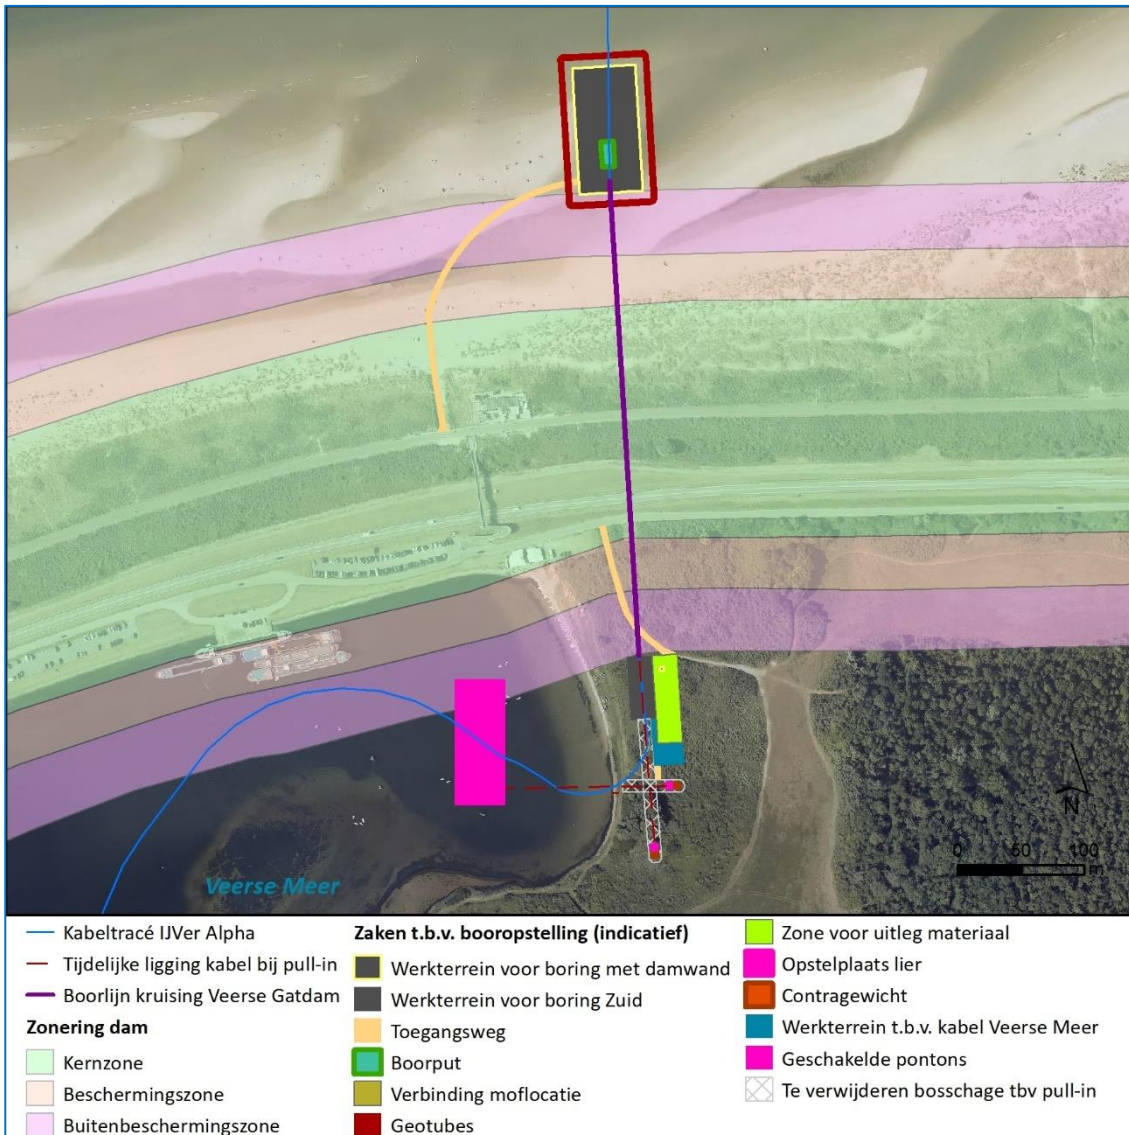 N
0 50 100
m
Veerse Meer
Kabeltracé IJVer Alpha
Tijdelijke ligging kabel bij pull-in
Boorlijn kruising Veerse Gatdam
Zonering dam
Kernzone
Beschermingszone
Buitenbeschermingszone
Zaken t.b.v. booropstelling (indicatief)
Werkterrein voor boring met damwand
Werkterrein voor boring Zuid
Toegangsweg
Boorput
Verbinding moflocatie
Geotubes
Zone voor uitleg materiaal
Opstelplaats lier
Contragewicht
Werkterrein t.b.v. kabel Veerse Meer
Geschakelde pontons
Te verwijderen bosschage tbv pull-in